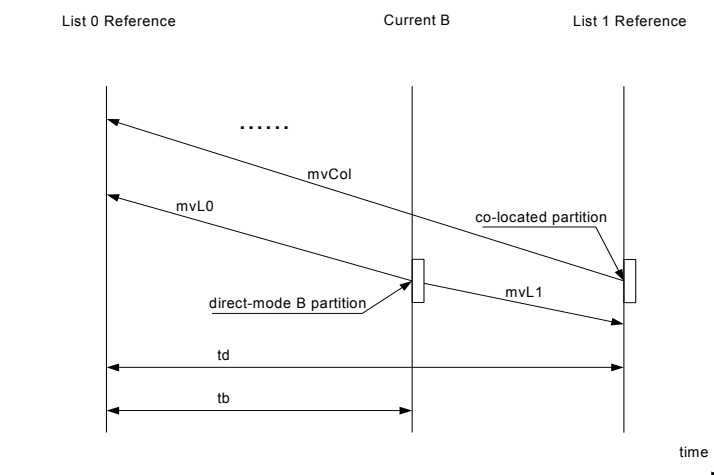 List 0 Reference
Current B
List 1 Reference
......
mvCol
mvL0
co-located partition
mvL1
direct-mode B partition
td
tb
time